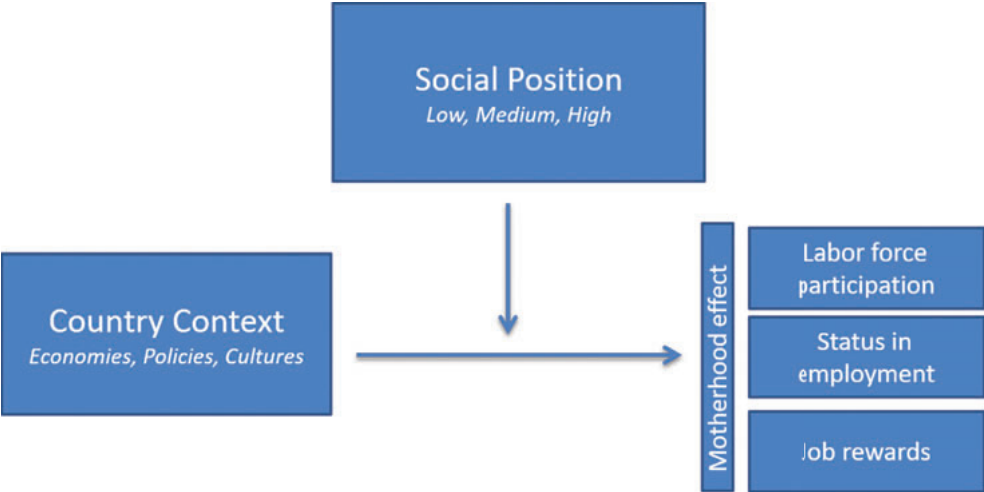 Social Position
Low, Medium, High
Country Context
Economies, Policies, Cultures
Motherhood effect
Labor force
participation
Status in
employment
Job rewards